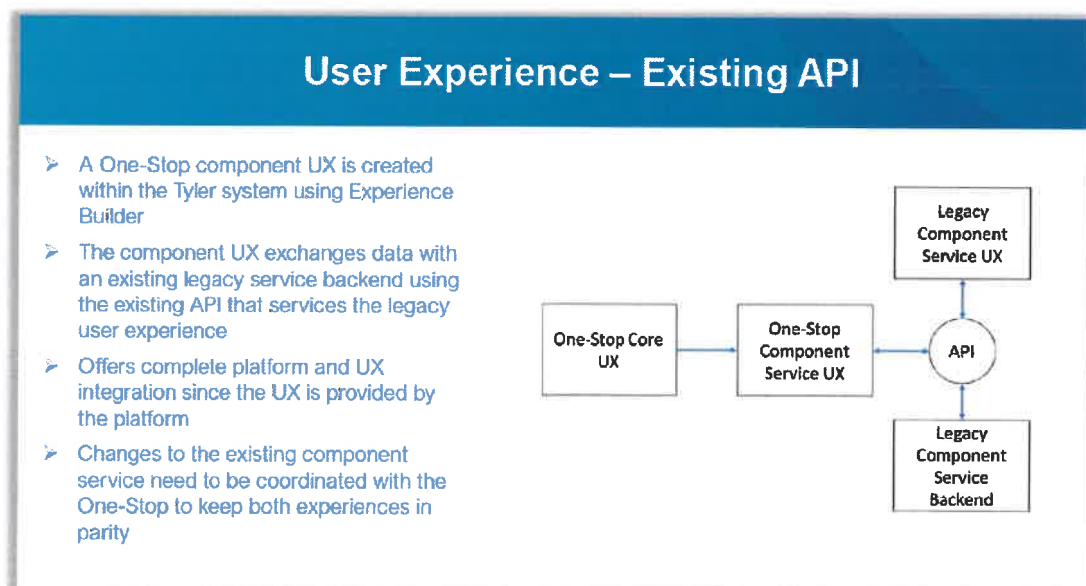 User Experience – Existing API
➢ A One-Stop component UX is created
within the Tyler system using Experience
Builder
➢ The component UX exchanges data with
an existing legacy service backend using
the existing API that services the legacy
user experience
➢ Offers complete platform and UX
integration since the UX is provided by
the platform
➢ Changes to the existing component
service need to be coordinated with the
One-Stop to keep both experiences in
parity
Legacy
Component
Service UX
One-Stop Core
UX
One-Stop
Component
Service UX
API
Legacy
Component
Service
Backend